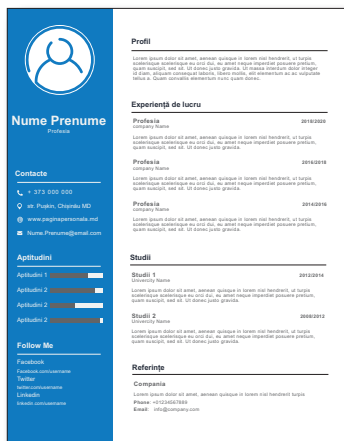 Nume Prenume
Profesia
Contacte
+ 373 000 000
str. Pușkin, Chișinău MD
www.paginapersonala.md
Nume.Prenume@email.com
Aptitudini
Aptitudini 1
Aptitudini 2
Aptitudini 2
Aptitudini 2
Follow Me
Facebook
Facebook.com/username
Twitter
twitter.com/username
Linkedin
linkedin.com/username
Profil
Lorem ipsum dolor sit amet, aenean quisque in lorem nisl hendrerit, ut turpis
scelerisque scelerisque eu orci dui, eu amet neque imperdiet posuere pretium,
quam suscipit, sed sit. Ut donec justo gravida. Ut massa interdum dolor integer
id diam, aliquam consequat laboris, libero mollis, elit elementum ac ac vulputate
tellus a. Quam convallis elementum nunc quam donec.
Experiență de lucru
Profesia 2018/2020
company Name
Lorem ipsum dolor sit amet, aenean quisque in lorem nisl hendrerit, ut turpis
scelerisque scelerisque eu orci dui, eu amet neque imperdiet posuere pretium,
quam suscipit, sed sit. Ut donec justo gravida.
Profesia 2016/2018
company Name
Lorem ipsum dolor sit amet, aenean quisque in lorem nisl hendrerit, ut turpis
scelerisque scelerisque eu orci dui, eu amet neque imperdiet posuere pretium,
quam suscipit, sed sit. Ut donec justo gravida.
Profesia 2014/2016
company Name
Lorem ipsum dolor sit amet, aenean quisque in lorem nisl hendrerit, ut turpis
scelerisque scelerisque eu orci dui, eu amet neque imperdiet posuere pretium,
quam suscipit, sed sit. Ut donec justo gravida.
Studii
Studii 1 2012/2014
University Name
Lorem ipsum dolor sit amet, aenean quisque in lorem nisl hendrerit, ut turpis
scelerisque scelerisque eu orci dui, eu amet neque imperdiet posuere pretium,
quam suscipit, sed sit. Ut donec justo gravida.
Studii 2 2008/2012
University Name
Lorem ipsum dolor sit amet, aenean quisque in lorem nisl hendrerit, ut turpis
scelerisque scelerisque eu orci dui, eu amet neque imperdiet posuere pretium,
quam suscipit, sed sit. Ut donec justo gravida.
Referințe
Compania
Lorem ipsum dolor sit amet, aenean quisque in lorem nisl hendrerit turpis
Phone: +01234567889
Email: info@company.com